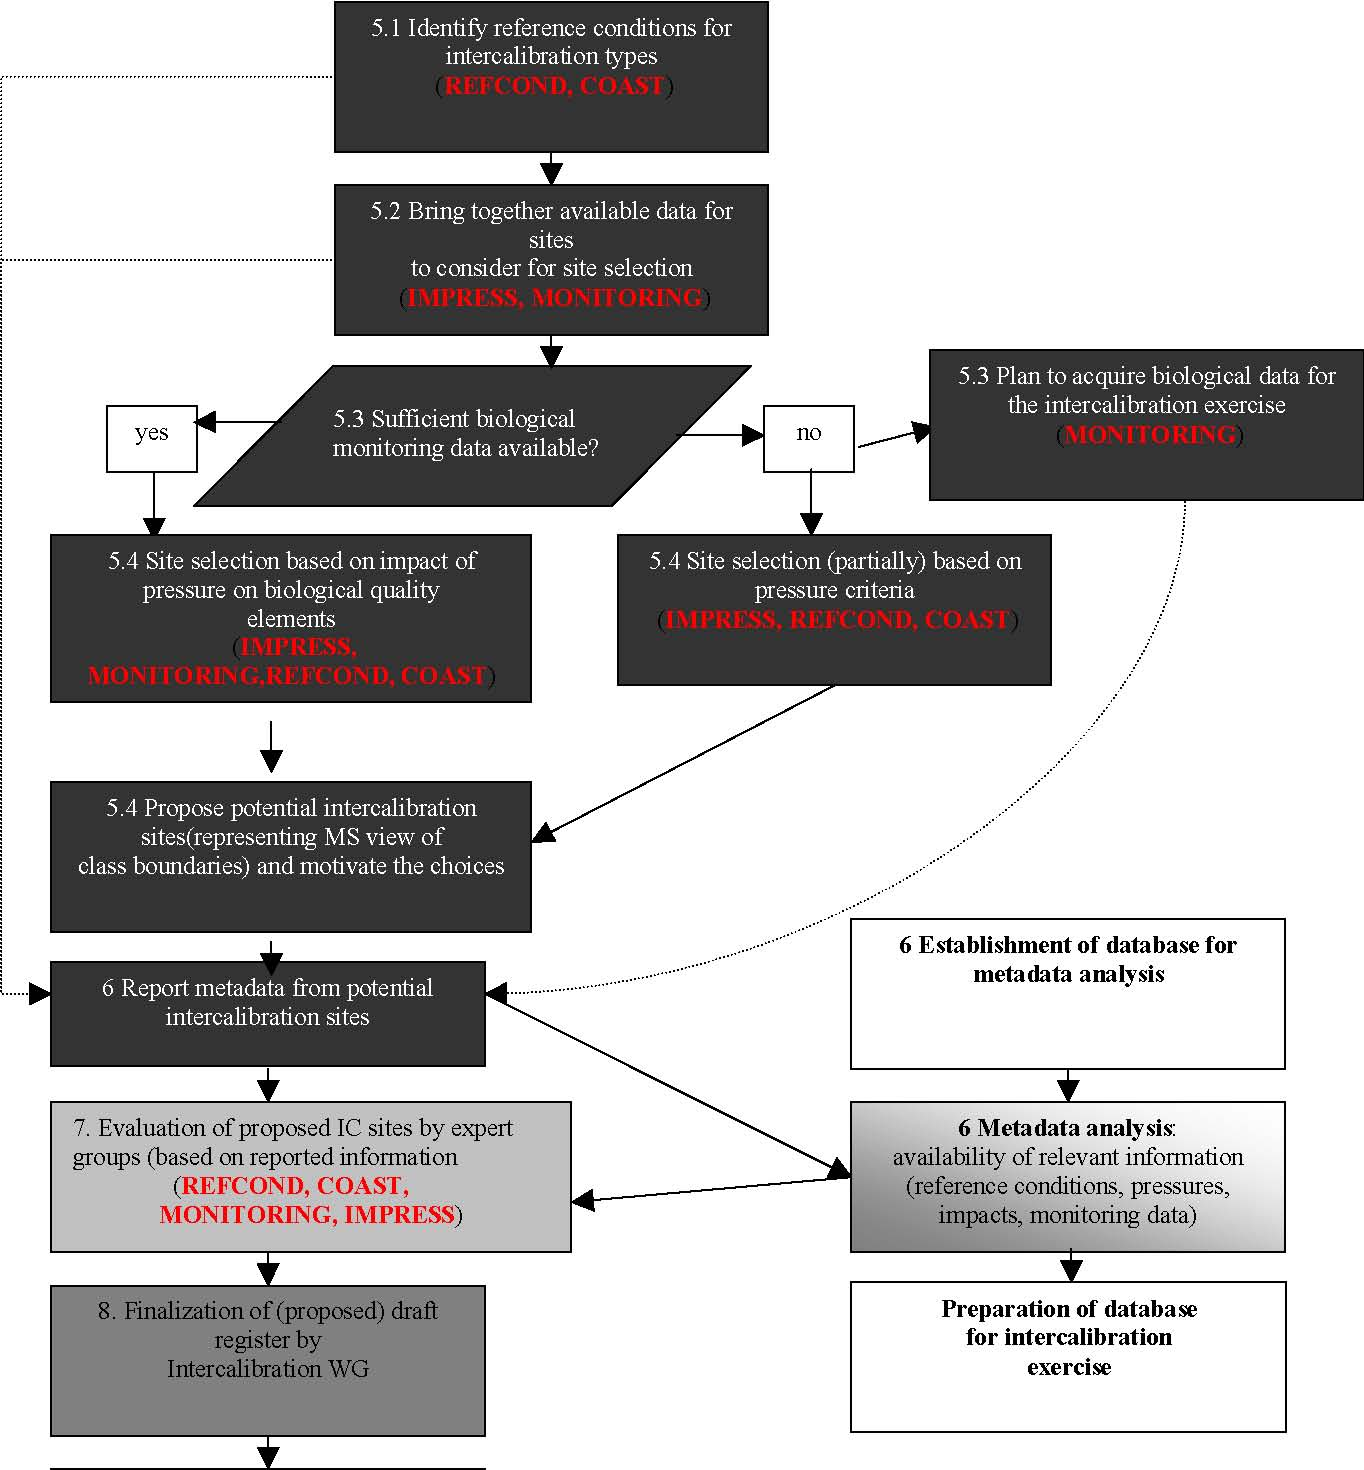 5.1 Identify reference conditions for
intercalibration types
(REFCOND, COAST)
5.2 Bring together available data for
sites
to consider for site selection
(IMPRESS, MONITORING)
5.3 Sufficient biological
monitoring data available?
yes
no
5.3 Plan to acquire biological data for
the intercalibration exercise
(MONITORING)
5.4 Site selection based on impact of
pressure on biological quality
elements
(IMPRESS,
MONITORING,REFCOND, COAST)
5.4 Site selection (partially) based on
pressure criteria
(IMPRESS, REFCOND, COAST)
5.4 Propose potential intercalibration
sites(representing MS view of
class boundaries) and motivate the choices
6 Report metadata from potential
intercalibration sites
6 Establishment of database for
metadata analysis
7. Evaluation of proposed IC sites by expert
groups (based on reported information
(REFCOND, COAST,
MONITORING, IMPRESS)
6 Metadata analysis:
availability of relevant information
(reference conditions, pressures,
impacts, monitoring data)
8. Finalization of (proposed) draft
register by
Intercalibration WG
Preparation of database
for intercalibration
exercise